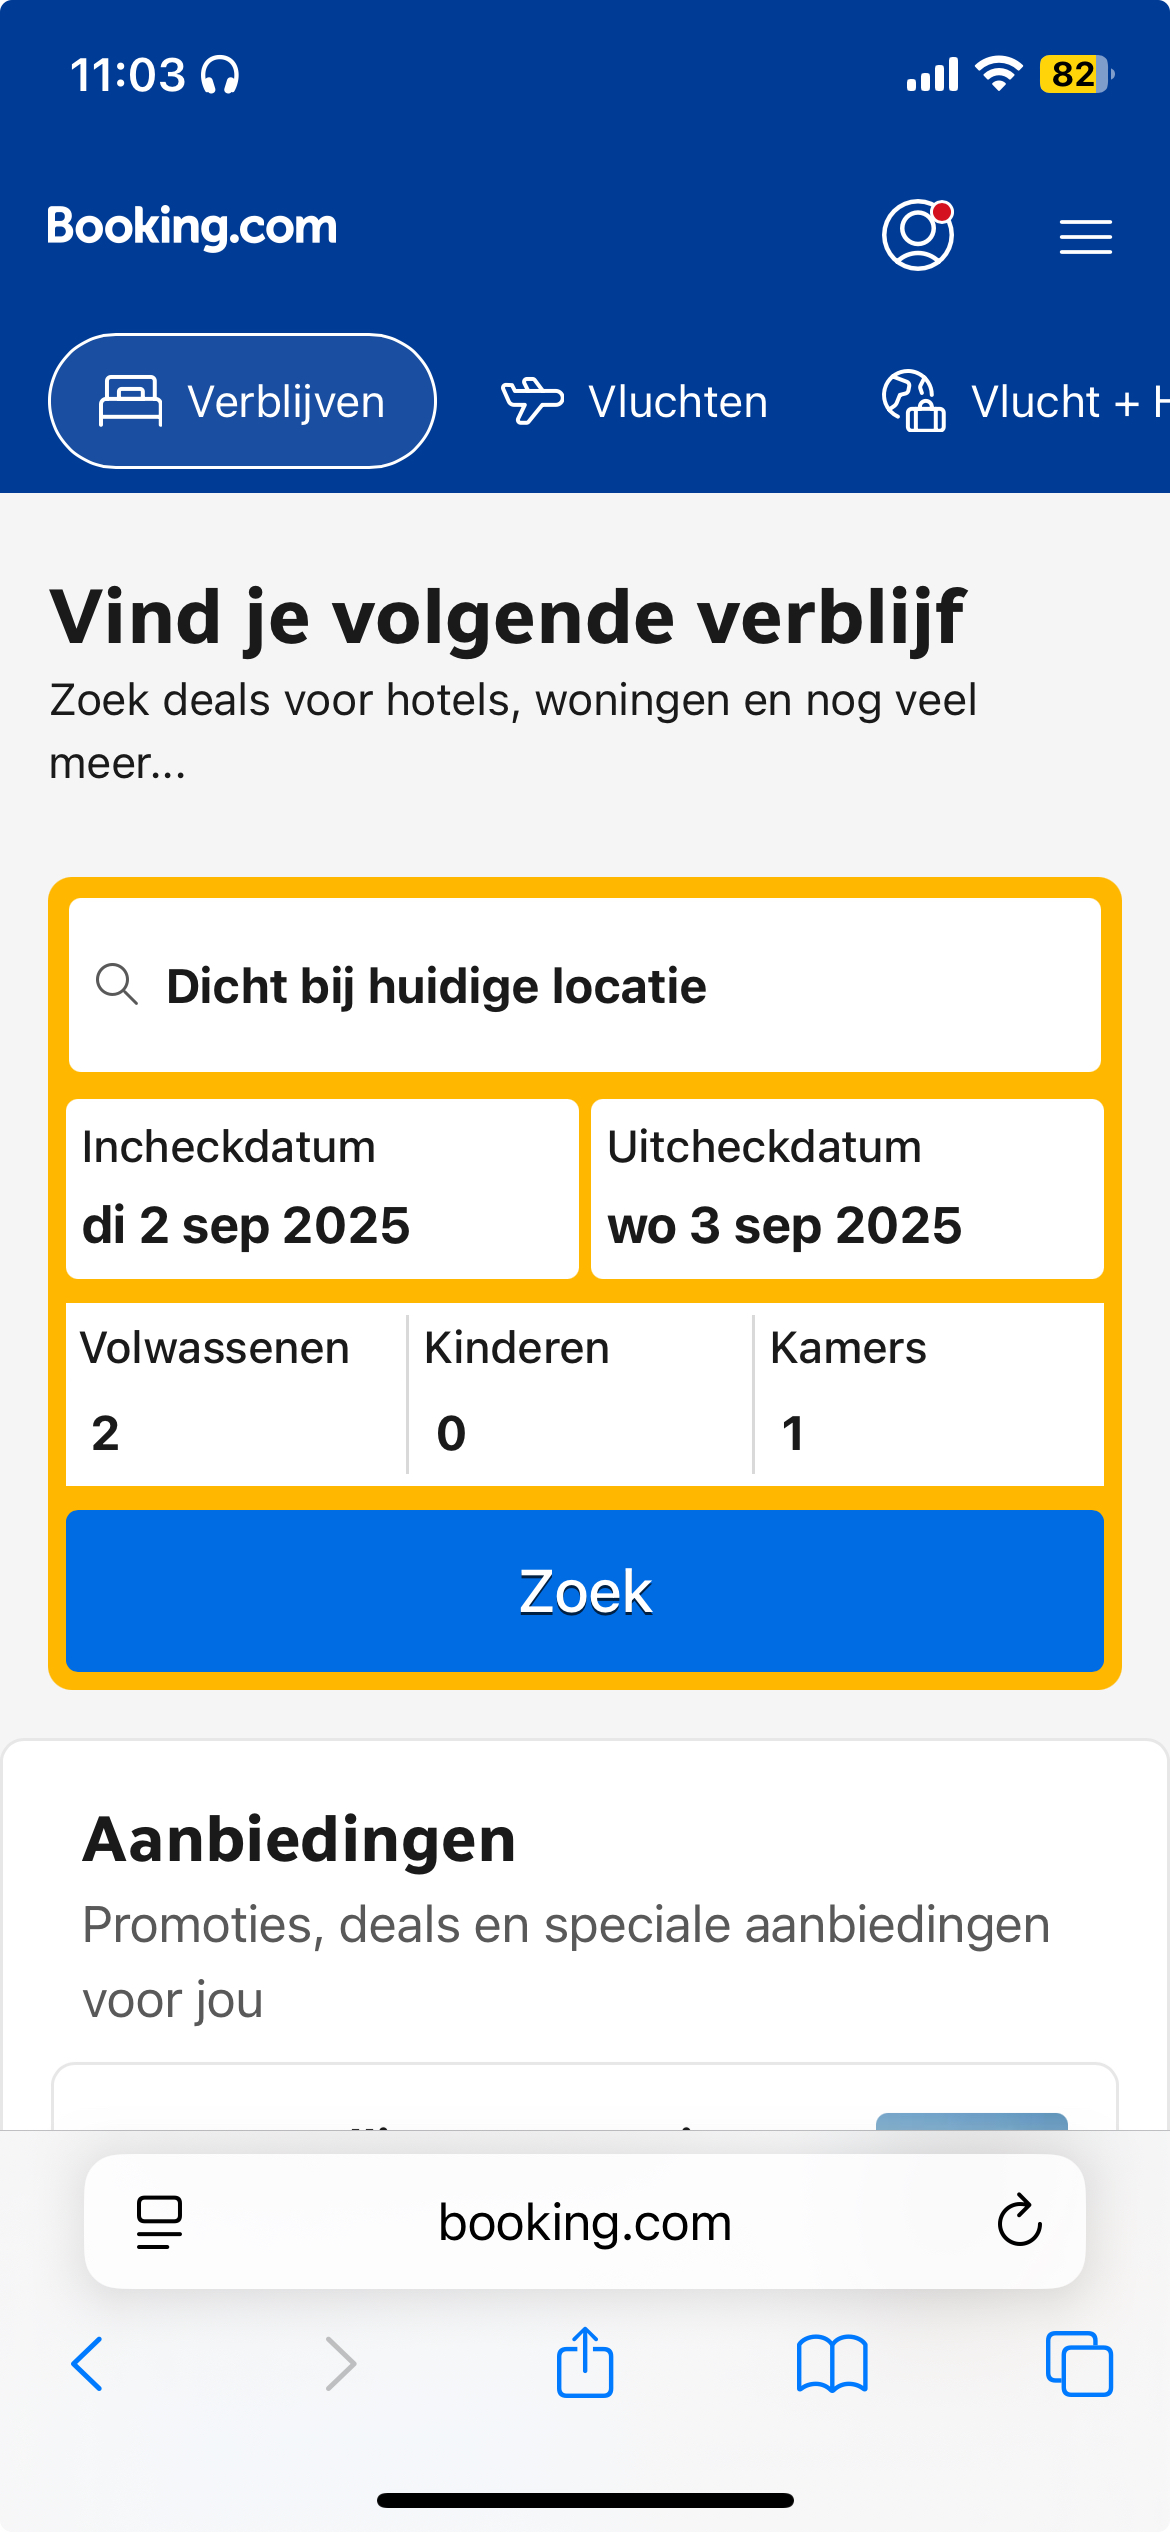 11:03
82
Booking.com
Verblijven
Vluchten
Vlucht +
Vind je volgende verblijf
Zoek deals voor hotels, woningen en nog veel
meer...
Dicht bij huidige locatie
Incheckdatum
di 2 sep 2025
Uitcheckdatum
wo 3 sep 2025
Volwassenen
2
Kinderen
0
Kamers
1
Zoek
Aanbiedingen
Promoties, deals en speciale aanbiedingen
voor jou
booking.com